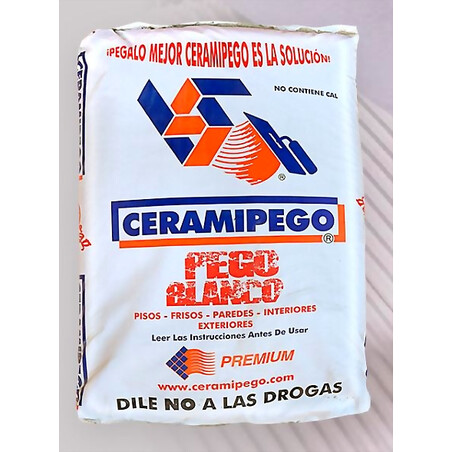 ¡PEGALO MEJOR CERAMIPEGO ES LA SOLUCIÓN!
NO CONTIENE CAL
®
CERAMIPEGO
®
PEGO
BLANCO
PISOS - FRISOS - PAREDES - INTERIORES
EXTERIORES
Leer Las Instrucciones Antes De Usar
PREMIUM
www.ceramipego.com
DILE NO A LAS DROGAS
CERAMIPEGO